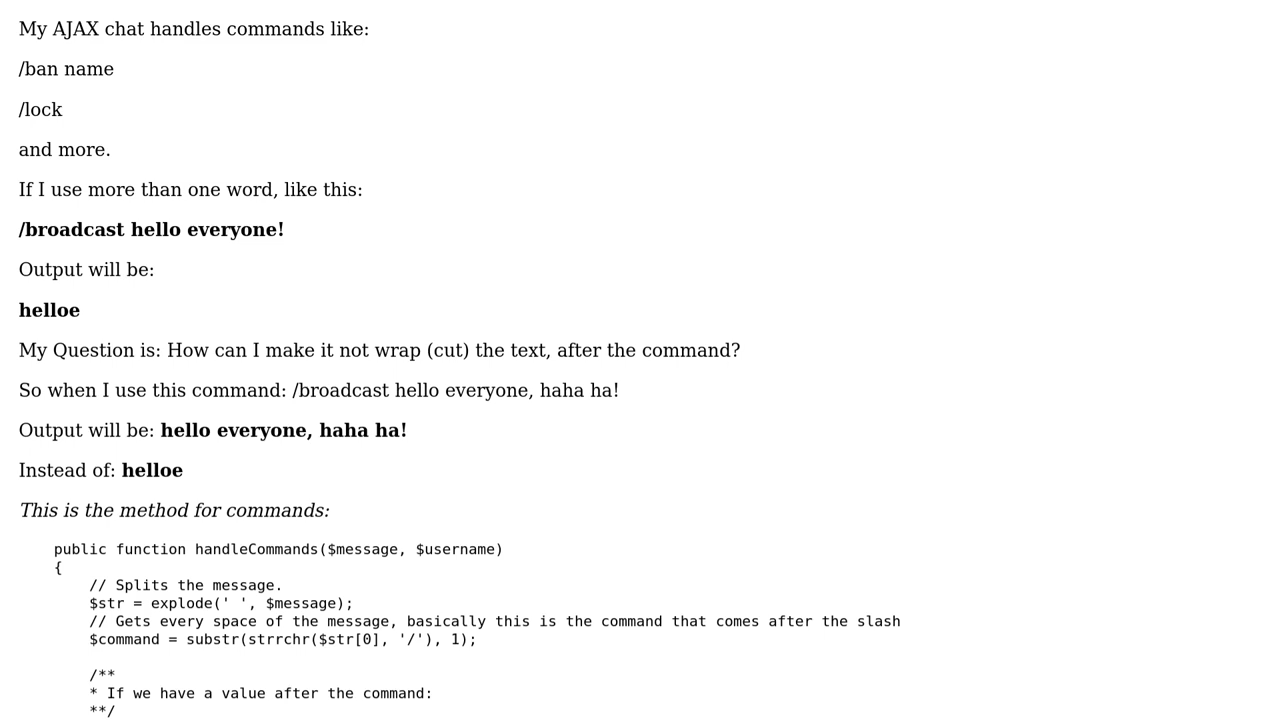 My AJAX chat handles commands like:
/ban name
/lock
and more.
If I use more than one word, like this:
/broadcast hello everyone!
Output will be:
helloe
My Question is: How can I make it not wrap (cut) the text, after the command?
So when I use this command: /broadcast hello everyone, haha ha!
Output will be: hello everyone, haha ha!
Instead of: helloe
This is the method for commands:
public function handleCommands($message, $username)
{
// Splits the message.
$str = explode(' ', $message);
// Gets every space of the message, basically this is the command that comes after the slash
$command = substr(strrchr($str[0], '/'), 1);
/**
* If we have a value after the command:
**/